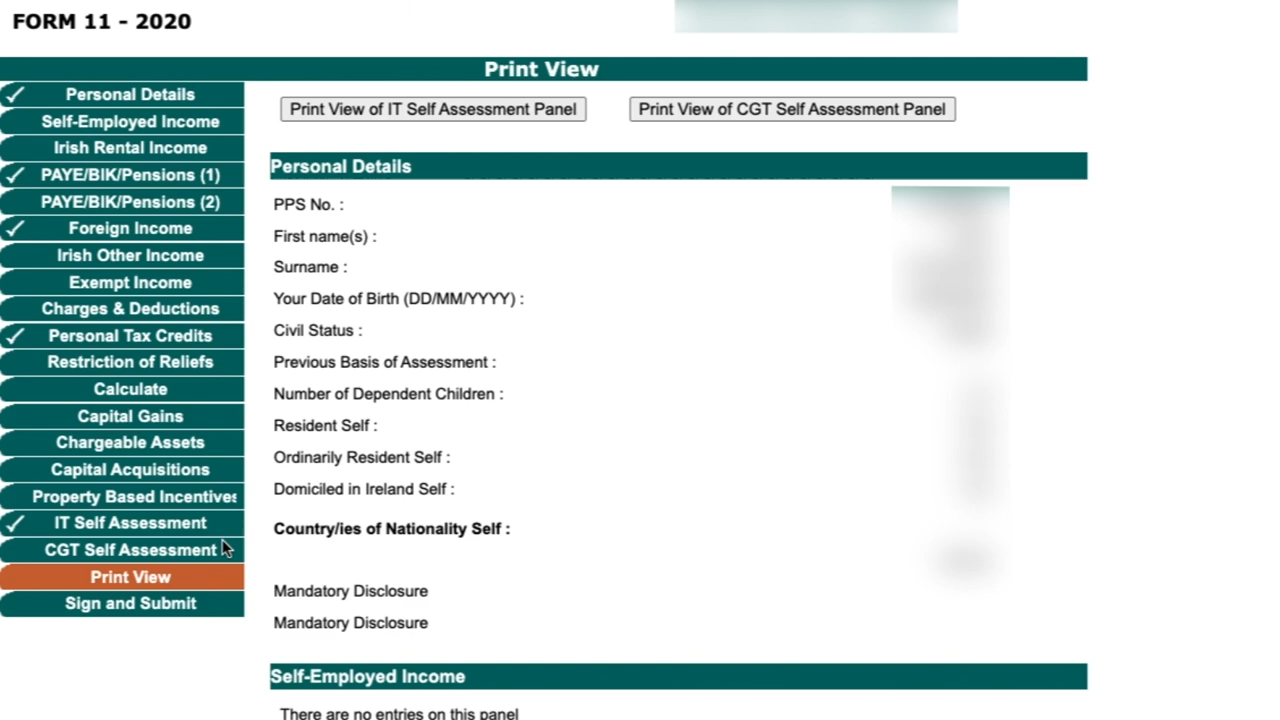 FORM 11 - 2020
Print View
Personal Details
Self-Employed Income
Irish Rental Income
PAYE/BIK/Pensions (1)
PAYE/BIK/Pensions (2)
Foreign Income
Irish Other Income
Exempt Income
Charges & Deductions
Personal Tax Credits
Restriction of Reliefs
Calculate
Capital Gains
Chargeable Assets
Capital Acquisitions
Property Based Incentives
IT Self Assessment
CGT Self Assessment
Print View
Sign and Submit
Print View of IT Self Assessment Panel
Print View of CGT Self Assessment Panel
Personal Details
PPS No. :
First name(s) :
Surname :
Your Date of Birth (DD/MM/YYYY) :
Civil Status :
Previous Basis of Assessment :
Number of Dependent Children :
Resident Self :
Ordinarily Resident Self :
Domiciled in Ireland Self :
Country/ies of Nationality Self :
Mandatory Disclosure
Mandatory Disclosure
Self-Employed Income
There are no entries on this panel